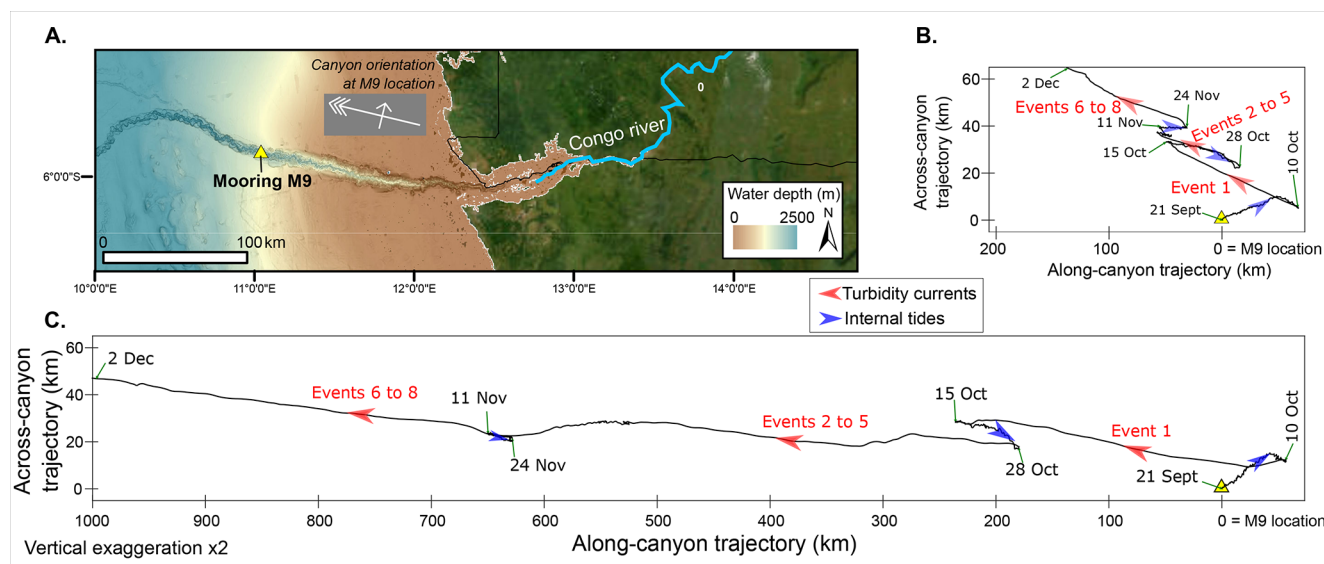 A.
Canyon orientation
at M9 location
0
Congo river
Mooring M9
6°0'0"S
Water depth (m)
0 2500
N
0 100 km
10°0'0"E 11°0'0"E 12°0'0"E 13°0'0"E 14°0'0"E
B.
Across-canyon
trajectory (km)
60
40
20
0
2 Dec
Events 6 to 8
24 Nov
11 Nov
Events 2 to 5
28 Oct
15 Oct
10 Oct
Event 1
21 Sept
200 100 0 = M9 location
Along-canyon trajectory (km)
Turbidity currents
Internal tides
C.
Across-canyon
trajectory (km)
60
40
20
0
2 Dec
Events 6 to 8
11 Nov
24 Nov
Events 2 to 5
15 Oct
28 Oct
Event 1
21 Sept
10 Oct
1000 900 800 700 600 500 400 300 200 100 0 = M9 location
Vertical exaggeration x2
Along-canyon trajectory (km)